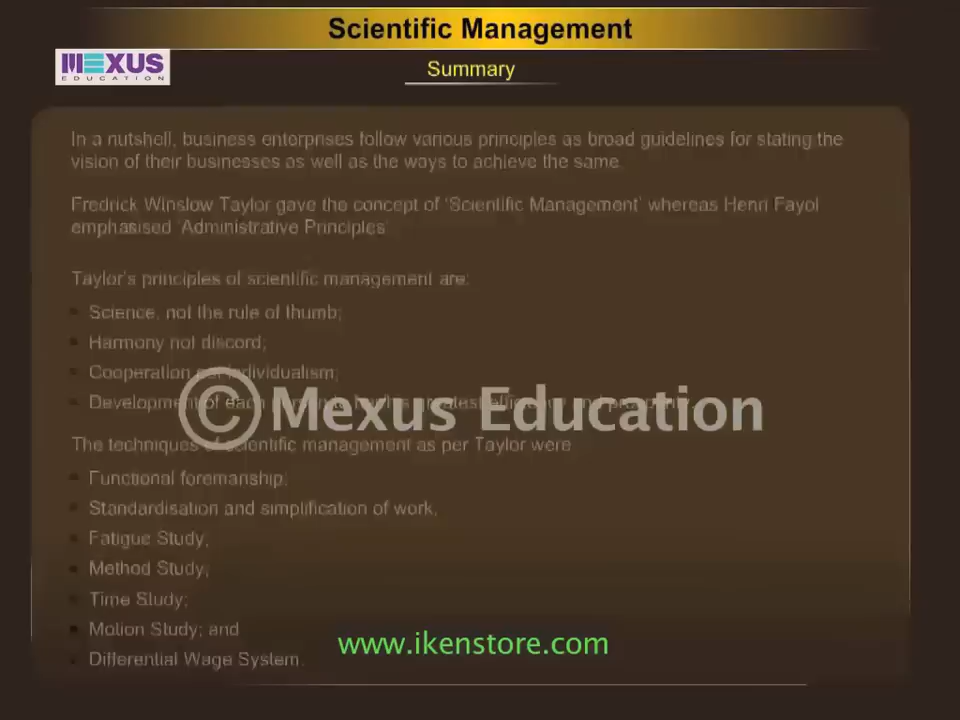 Scientific Management
MEXUS
EDUCATION
Summary
In a nutshell, business enterprises follow various principles as broad guidelines for stating the
vision of their businesses as well as the ways to achieve the same.
Fredrick Winslow Taylor gave the concept of 'Scientific Management' whereas Henri Fayol
emphasised 'Administrative Principles'
Taylor's principles of scientific management are:
Science, not the rule of thumb;
Harmony not discord;
Cooperation individualism;
Development of each and
© Mexus Education
The techniques of scientific management as per Taylor were
Functional foremanship;
Standardisation and simplification of work,
Fatigue Study;
Method Study;
Time Study;
Motion Study; and
Differential Wage System.
www.ikenstore.com